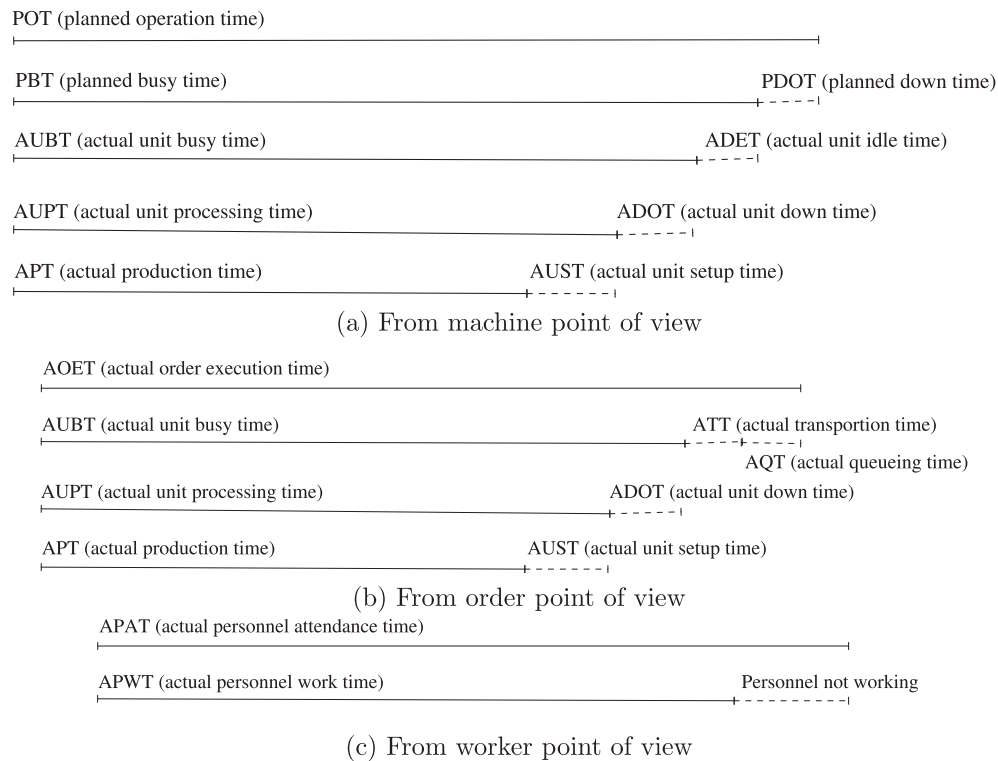 POT (planned operation time)
PBT (planned busy time)
PDOT (planned down time)
AUBT (actual unit busy time)
ADET (actual unit idle time)
AUPT (actual unit processing time)
ADOT (actual unit down time)
APT (actual production time)
AUST (actual unit setup time)
(a) From machine point of view
AOET (actual order execution time)
AUBT (actual unit busy time)
ATT (actual transportion time)
AQT (actual queueing time)
AUPT (actual unit processing time)
ADOT (actual unit down time)
APT (actual production time)
AUST (actual unit setup time)
(b) From order point of view
APAT (actual personnel attendance time)
APWT (actual personnel work time)
Personnel not working
(c) From worker point of view